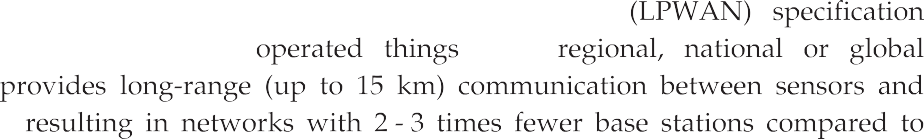 (LPWAN) specification
operated things regional, national or global
provides long-range (up to 15 km) communication between sensors and
resulting in networks with 2 - 3 times fewer base stations compared to